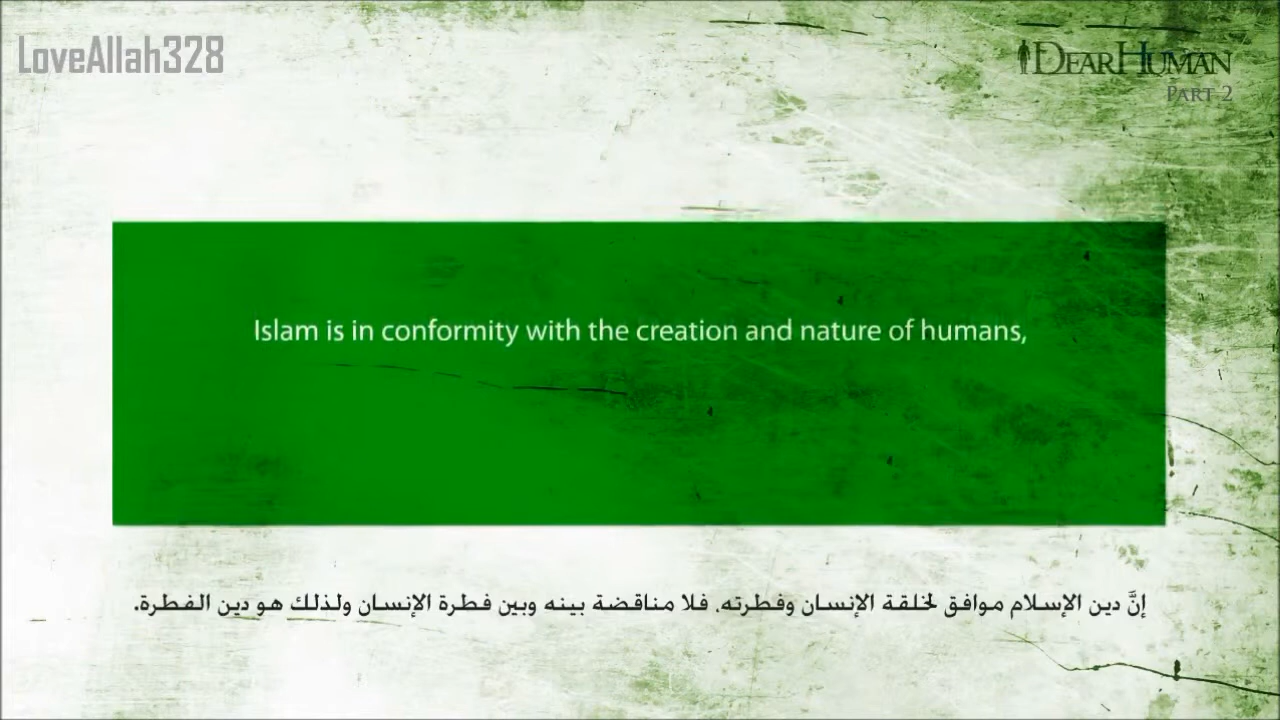 LoveAllah328
DEARHUMAN
PART 2
Islam is in conformity with the creation and nature of humans,
إنَّ دين الإسلام موافق لخلقة الإنسان وفطرته. فلا مناقضة بينه وبين فطرة الإنسان ولذلك هو دين الفطرة.